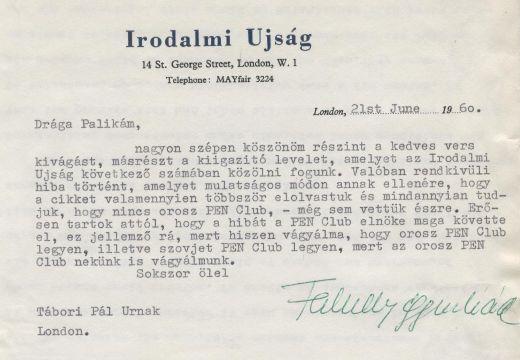 Irodalmi Ujság
14 St. George Street, London, W. 1
Telephone: MAYfair 3224
London, 21st June 1960.
Drága Palikám,
nagyon szépen köszönöm részint a kedves vers
kivágást, másrészt a kiigazitó levelet, amelyet az Irodalmi
Ujság következő számában közölni fogunk. Valóban rendkivüli
hiba történt, amelyet mulatságos módon annak ellenére, hogy
a cikket valamennyien többször elolvastuk és mindannyian tud-
juk, hogy nincs orosz PEN Club, - még sem vettük észre. Erő-
sen tartok attól, hogy a hibát a PEN Club elnöke maga követte
el, ez jellemző rá, mert hiszen vágyálma, hogy orosz PEN Club
legyen, illetve szovjet PEN Club legyen, mert az orosz PEN
Club nekünk is vágyálmunk.
Sokszor ölel
Faludy György
Tábori Pál Urnak
London.